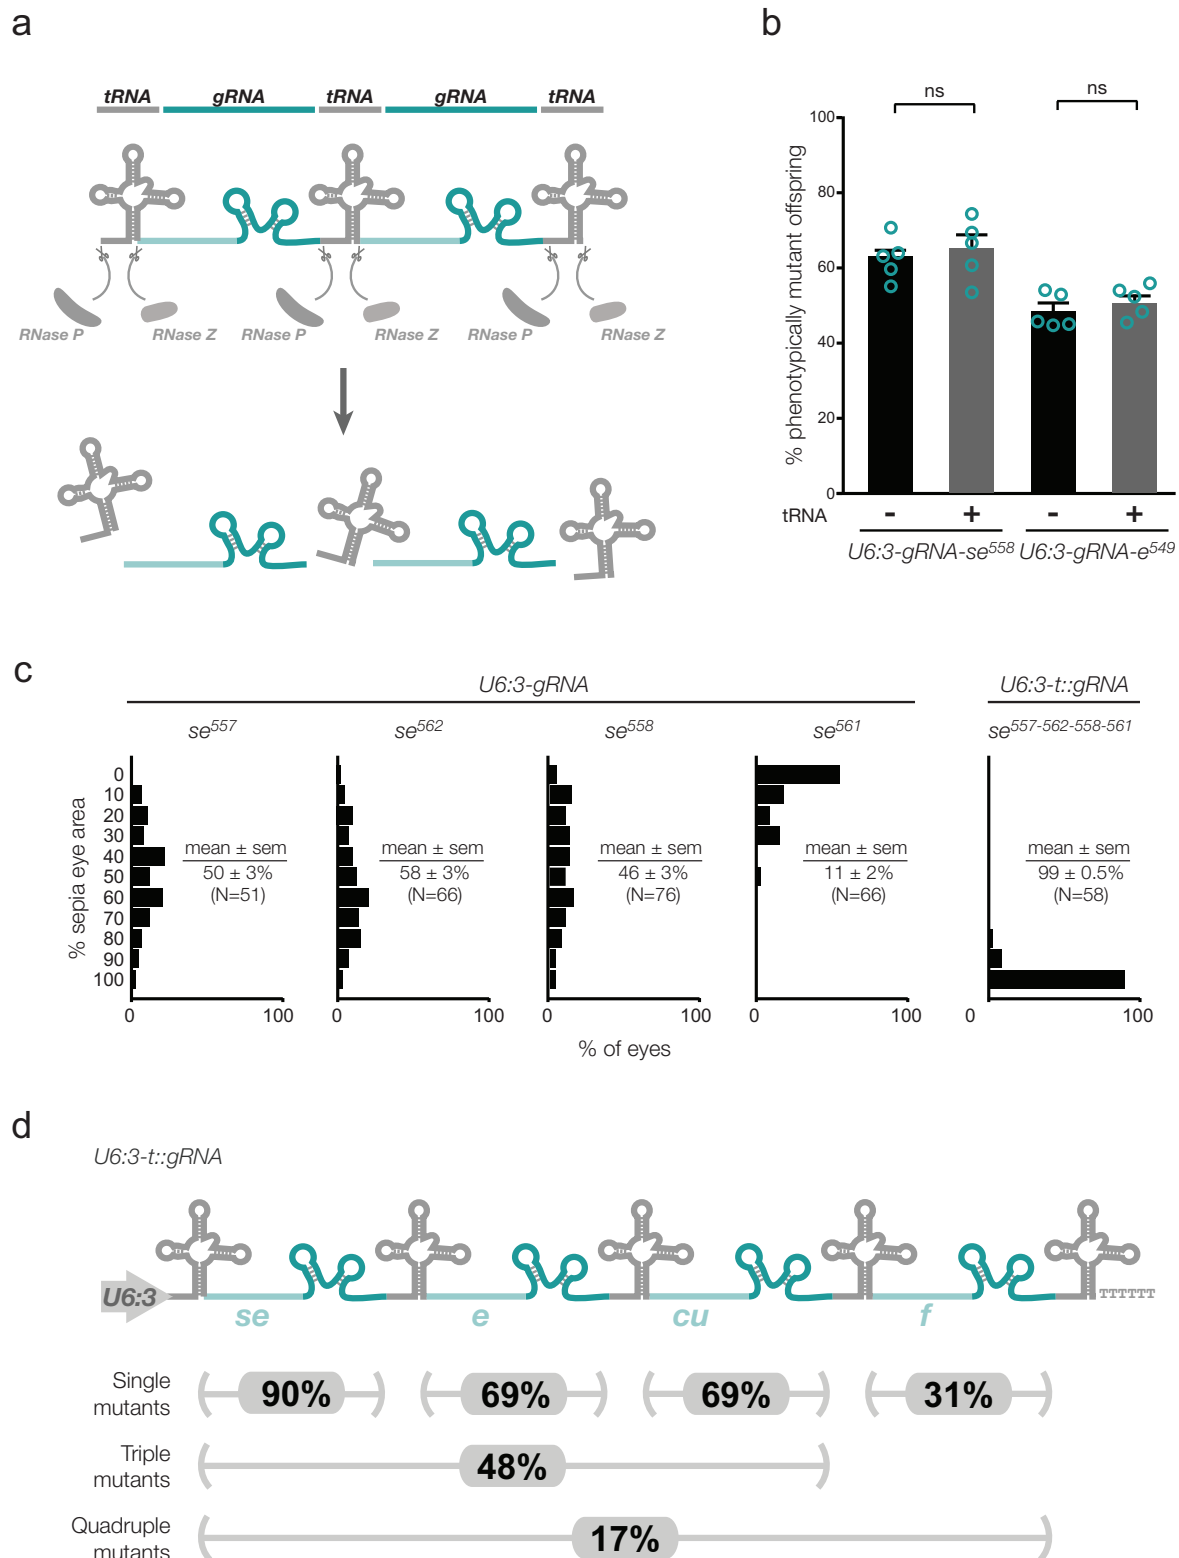 a
tRNA gRNA tRNA gRNA tRNA
RNase P RNase Z RNase P RNase Z RNase P RNase Z
b
ns ns
% phenotypically mutant offspring
100
80
60
40
20
0
tRNA - + - +
U6:3-gRNA-se558 U6:3-gRNA-e549
c
U6:3-gRNA U6:3-t::gRNA
se557 se562 se558 se561 se557-562-558-561
% sepia eye area
0
10
20
30
40
50
60
70
80
90
100
mean ± sem
50 ± 3%
(N=51)
mean ± sem
58 ± 3%
(N=66)
mean ± sem
46 ± 3%
(N=76)
mean ± sem
11 ± 2%
(N=66)
mean ± sem
99 ± 0.5%
(N=58)
0 100 0 100 0 100 0 100 0 100
% of eyes
d
U6:3-t::gRNA
U6:3 TTTTTT
se e cu f
Single
mutants
90% 69% 69% 31%
Triple
mutants
48%
Quadruple
mutants
17%